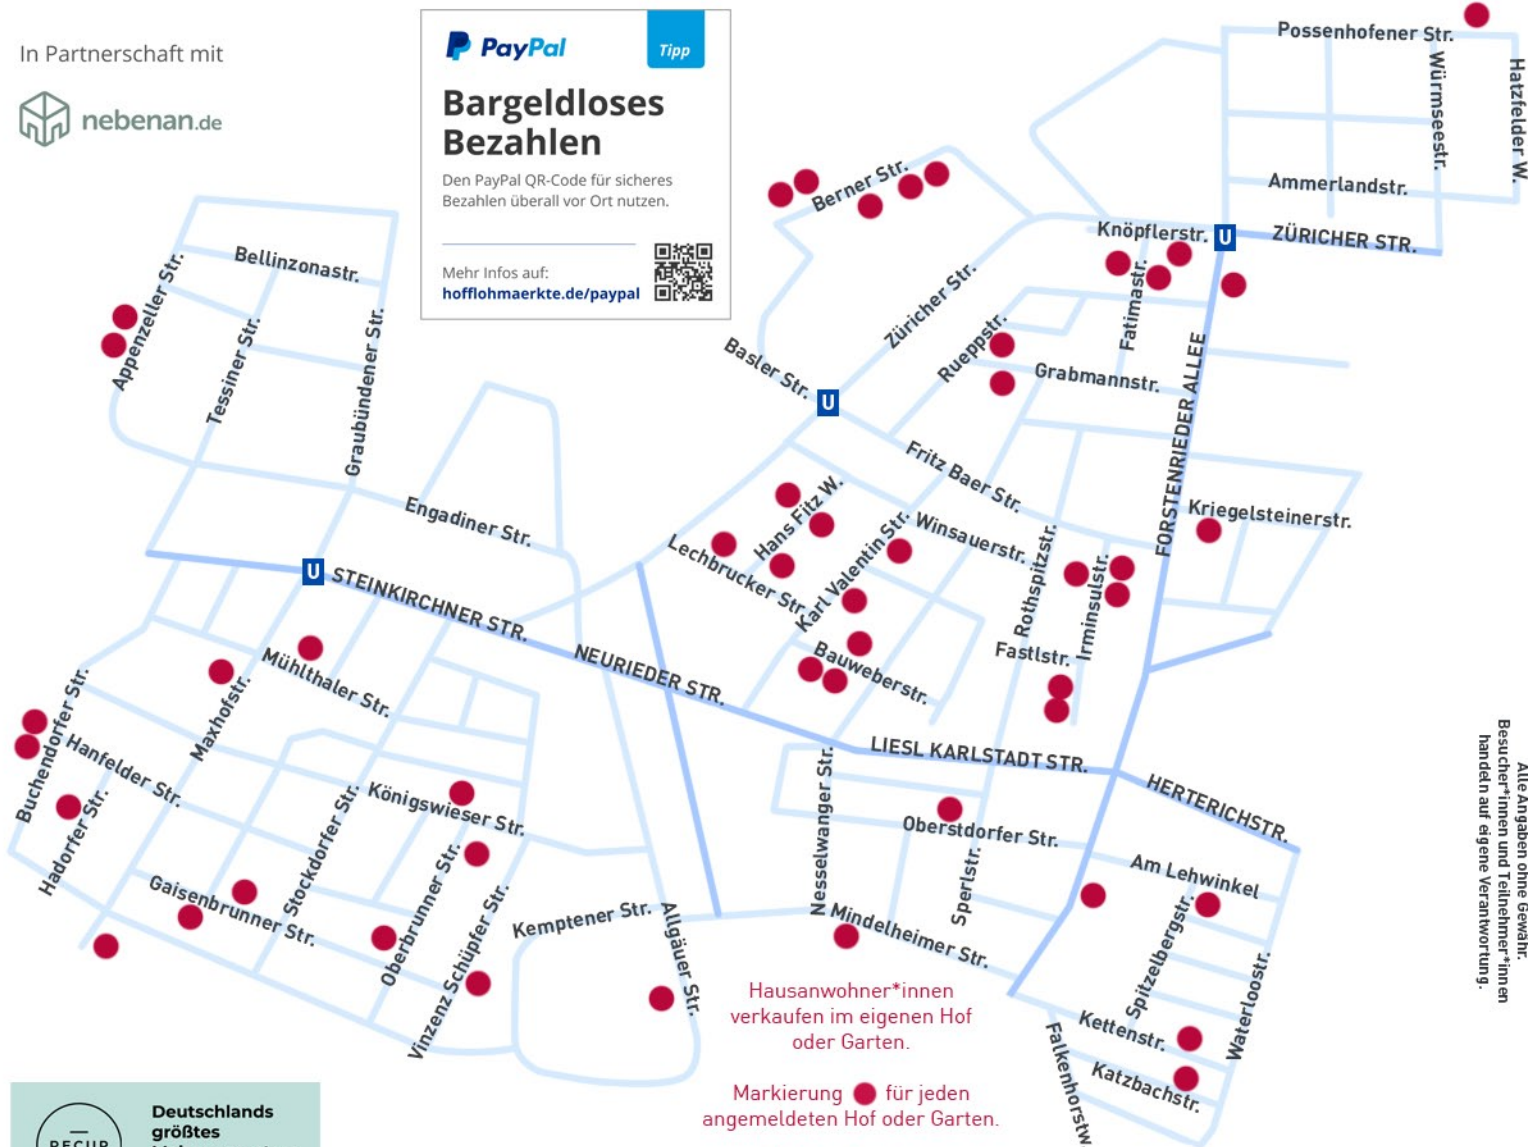 In Partnerschaft mit
nebenan.de
PayPal
Tipp
Bargeldloses
Bezahlen
Den PayPal QR-Code für sicheres
Bezahlen überall vor Ort nutzen.
Mehr Infos auf:
hofflohmaerkte.de/paypal
Possenhofener Str.
Würmseestr.
Hatzfelder W.
Ammerlandstr.
Berner Str.
Knöpflerstr.
U
ZÜRICHER STR.
Bellinzonastr.
Appenzeller Str.
Tessiner Str.
Graubündener Str.
Züricher Str.
Fatimastr.
Rueppstr.
Basler Str.
U
Grabmannstr.
FORSTENRIEDER ALLEE
Fritz Baer Str.
Engadiner Str.
Hans Fitz W.
Kriegelsteinerstr.
Winsauerstr.
Karl Valentin Str.
Lechbrucker Str.
Rothspitzstr.
Irminsulstr.
U
STEINKIRCHNER STR.
NEURIEDER STR.
Fastlstr.
Bauweberstr.
Mühlthaler Str.
Maxhofstr.
Buchendorfer Str.
Hanfelder Str.
Hadorfer Str.
LIESL KARLSTADT STR.
HERTERICHSTR.
Nesselwanger Str.
Königswieser Str.
Stockdorfer Str.
Oberstdorfer Str.
Sperlstr.
Am Lehwinkel
Gaisenbrunner Str.
Oberbrunner Str.
Vinzenz Schüpfer Str.
Kemptener Str.
Allgäuer Str.
Mindelheimer Str.
Spitzelbergstr.
Waterloostr.
Kettenstr.
Katzbachstr.
Falkenhorstw
Hausanwohner*innen
verkaufen im eigenen Hof
oder Garten.
Markierung für jeden
angemeldeten Hof oder Garten.
Alle Angaben ohne Gewähr.
Besucher*innen und Teilnehmer*innen
handeln auf eigene Verantwortung.
RECUP
Deutschlands
größtes